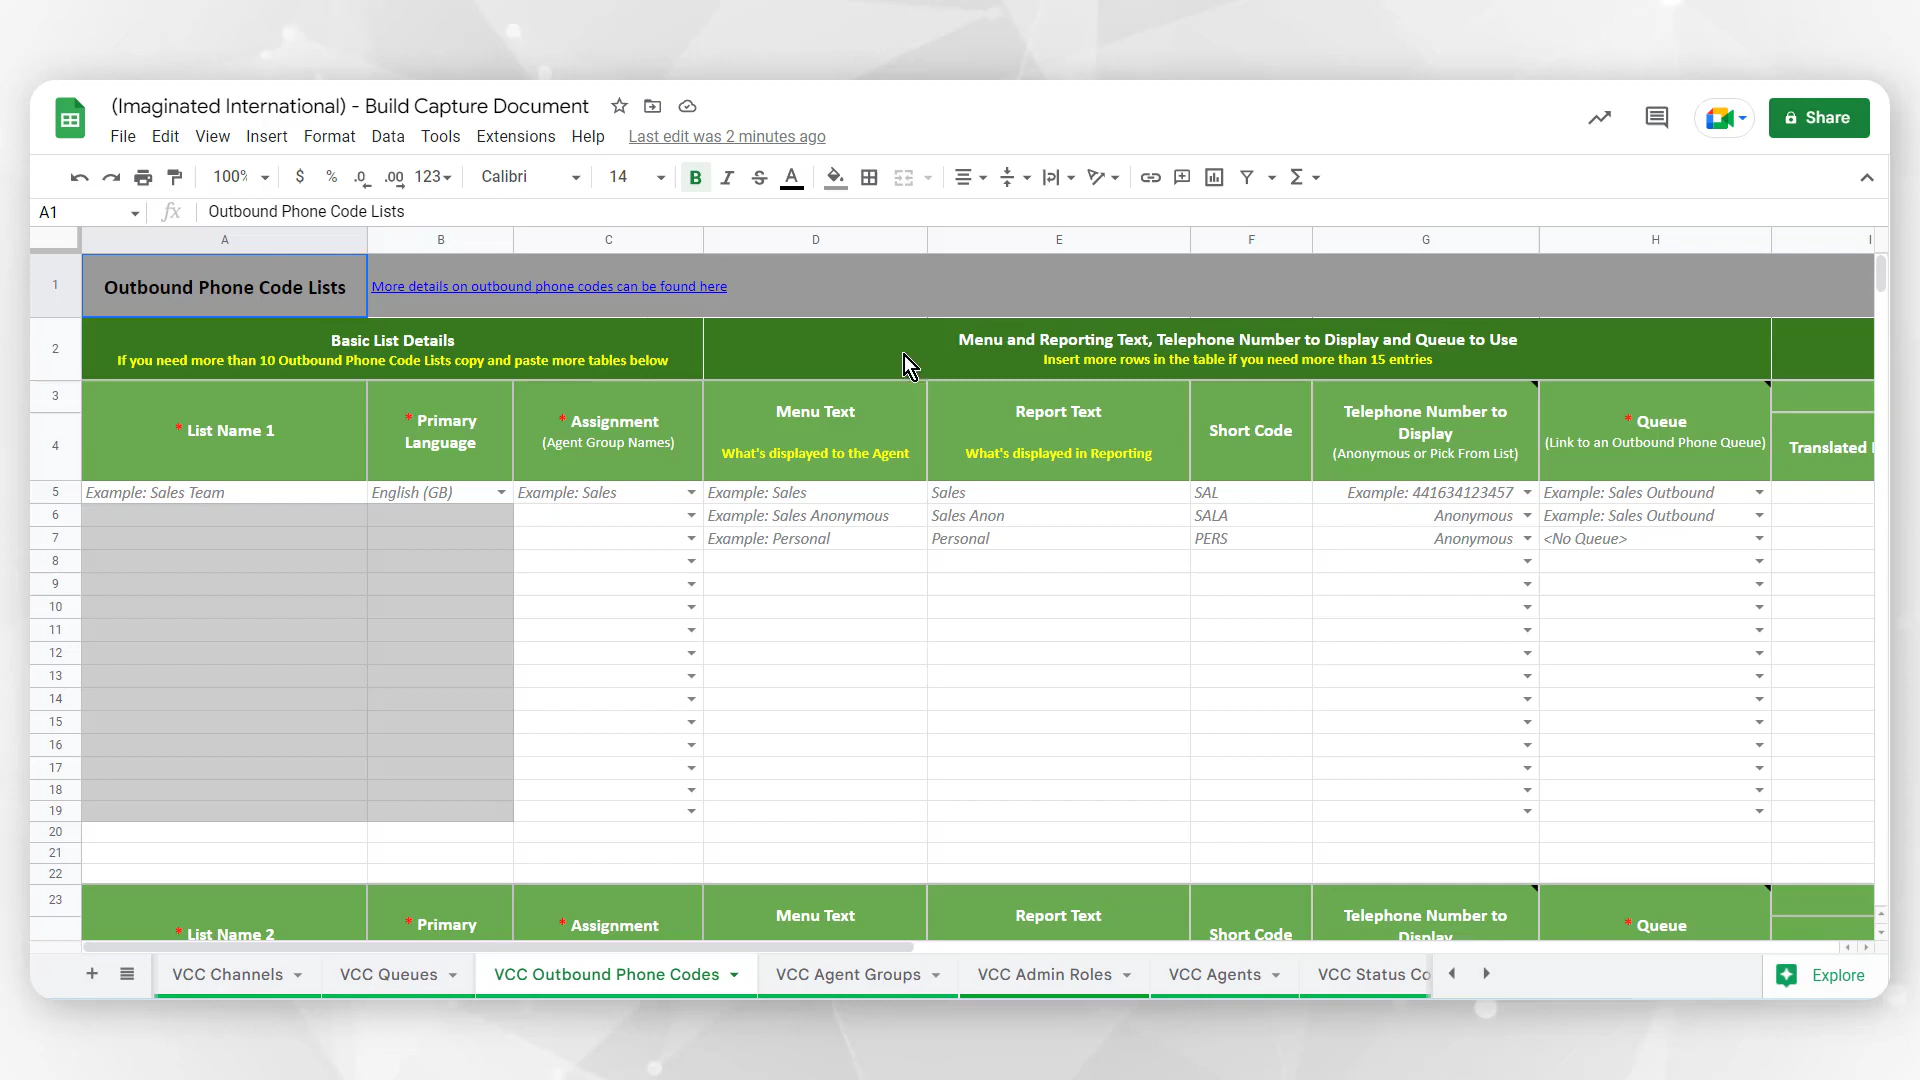 (Imaginated International) - Build Capture Document
File Edit View Insert Format Data Tools Extensions Help Last edit was 2 minutes ago
Share
100% $ % .0 .00 123 Calibri 14 B I S A Σ
A1 fx Outbound Phone Code Lists
A B C D E F G H I
1 Outbound Phone Code Lists More details on outbound phone codes can be found here
2 Basic List Details
If you need more than 10 Outbound Phone Code Lists copy and paste more tables below
Menu and Reporting Text, Telephone Number to Display and Queue to Use
Insert more rows in the table if you need more than 15 entries
3
4
* List Name 1
* Primary
Language
* Assignment
(Agent Group Names)
Menu Text
What's displayed to the Agent
Report Text
What's displayed in Reporting
Short Code
Telephone Number to
Display
(Anonymous or Pick From List)
* Queue
(Link to an Outbound Phone Queue)
Translated
5 Example: Sales Team English (GB) Example: Sales Example: Sales Sales SAL Example: 441634123457 Example: Sales Outbound
6 Example: Sales Anonymous Sales Anon SALA Anonymous Example: Sales Outbound
7 Example: Personal Personal PERS Anonymous <No Queue>
8
9
10
11
12
13
14
15
16
17
18
19
20
21
22
23
* List Name 2
* Primary
* Assignment
Menu Text
Report Text
Short Code
Telephone Number to
Display
* Queue
+ VCC Channels VCC Queues VCC Outbound Phone Codes VCC Agent Groups VCC Admin Roles VCC Agents VCC Status Co Explore